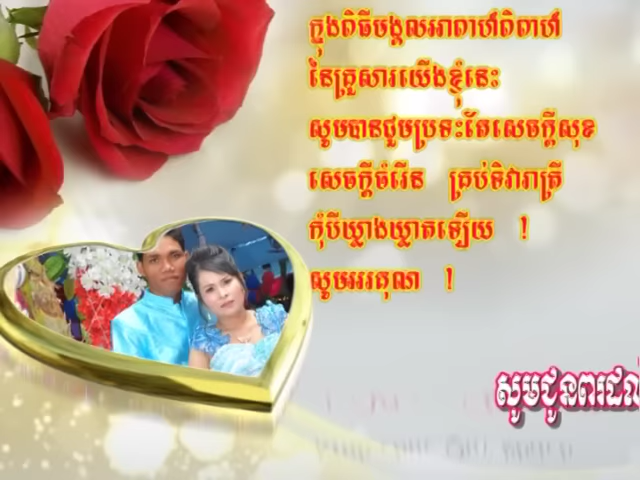 ក្នុងពិធីមង្គលអាពាហ៍ពិពាហ៍
នៃគ្រួសារយើងខ្ញុំនេះ
សូមបានជួបប្រទះតែសេចក្តីសុខ
សេចក្តីចំរើន គ្រប់ទិវារាត្រី
កុំបីឃ្លាងឃ្លាតឡើយ !
សូមអរគុណ !
សូមជូនពរដល់